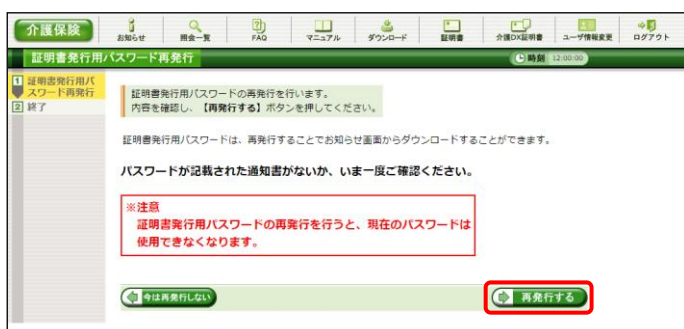 介護保険
お知らせ
照会一覧
FAQ
マニュアル
ダウンロード
証明書
介護DX証明書
ユーザ情報変更
ログアウト
証明書発行用パスワード再発行
時刻 12:00:00
1 証明書発行用パ
スワード再発行
2 終了
証明書発行用パスワードの再発行を行います。
内容を確認し、【再発行する】ボタンを押してください。
証明書発行用パスワードは、再発行することでお知らせ画面からダウンロードすることができます。
パスワードが記載された通知書がないか、いま一度ご確認ください。
※注意
証明書発行用パスワードの再発行を行うと、現在のパスワードは
使用できなくなります。
今は再発行しない
再発行する